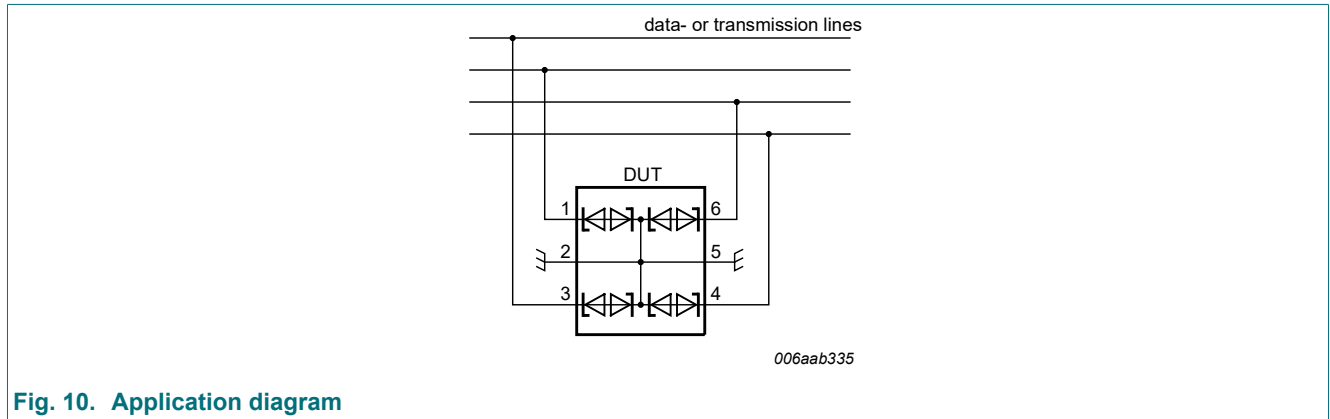 data- or transmission lines
DUT
1
6
2
5
3
4
006aab335
Fig. 10. Application diagram